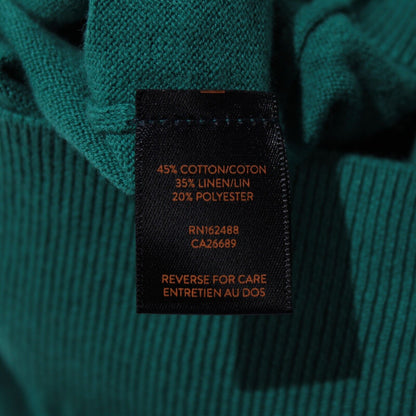 45% COTTON/COTON
35% LINEN/LIN
20% POLYESTER
RN162488
CA26689
REVERSE FOR CARE
ENTRETIEN AU DOS